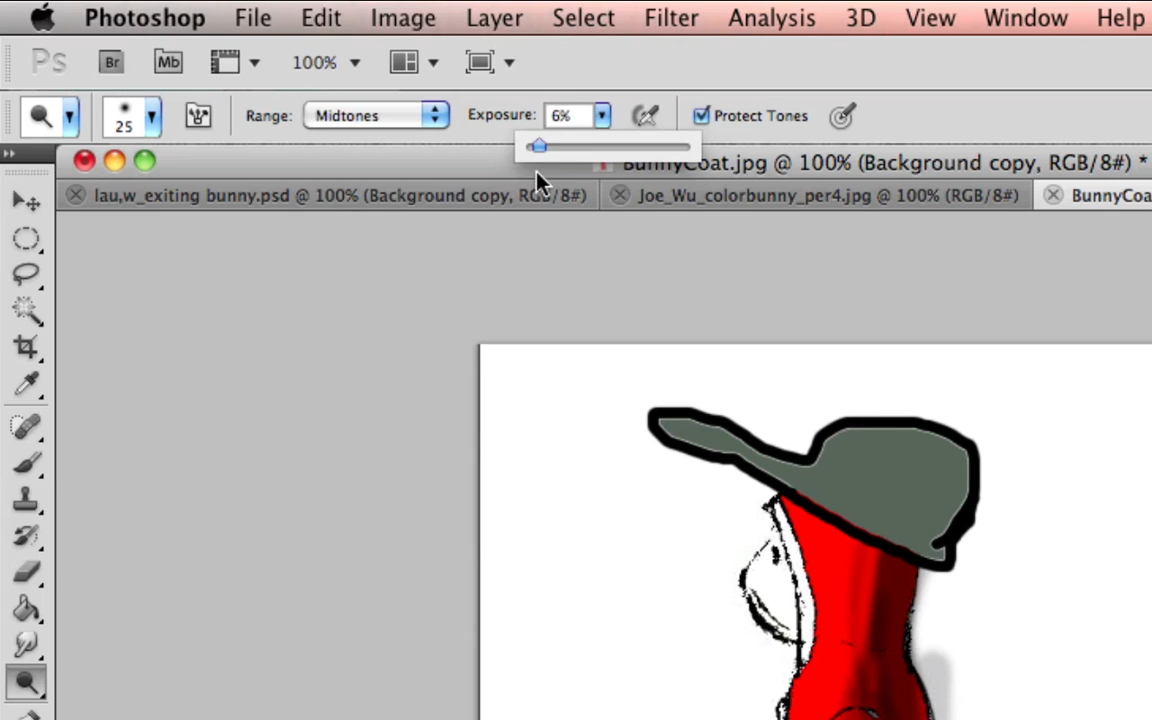 Photoshop File Edit Image Layer Select Filter Analysis 3D View Window Help
Ps Br Mb 100%
25 Range: Midtones Exposure: 6% Protect Tones
BunnyCoat.jpg @ 100% (Background copy, RGB/8#) *
lau,w_exiting bunny.psd @ 100% (Background copy, RGB/8#) Joe_Wu_colorbunny_per4.jpg @ 100% (RGB/8#) BunnyCoa